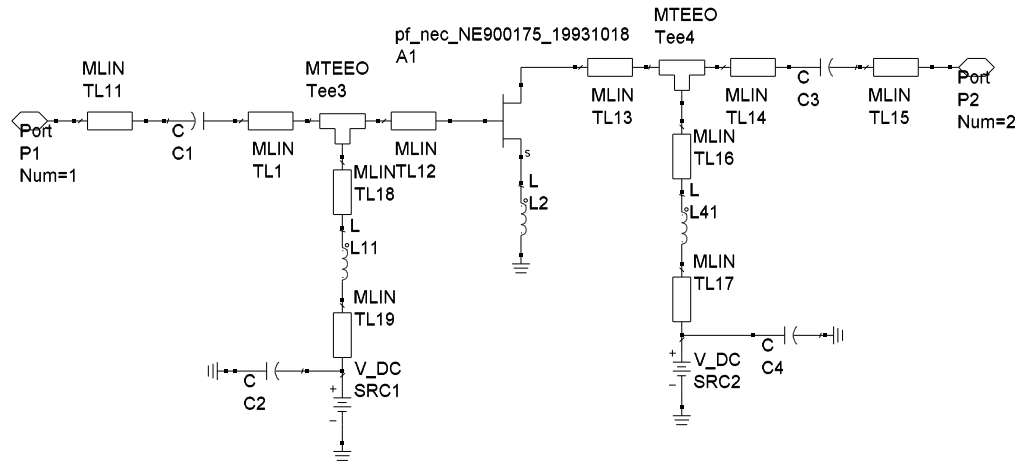 pf_nec_NE900175_19931018
A1
MTEEO
Tee4
MLIN
TL11
MTEEO
Tee3
Port
P1
Num=1
C
C1
MLIN
TL1
MLIN
TL12
MLIN
TL13
MLIN
TL14
C
C3
MLIN
TL15
Port
P2
Num=2
MLIN
TL18
L
L11
MLIN
TL19
s
L
L2
MLIN
TL16
L
L41
MLIN
TL17
C
C2
+
V_DC
SRC1
–
+
V_DC
SRC2
–
C
C4